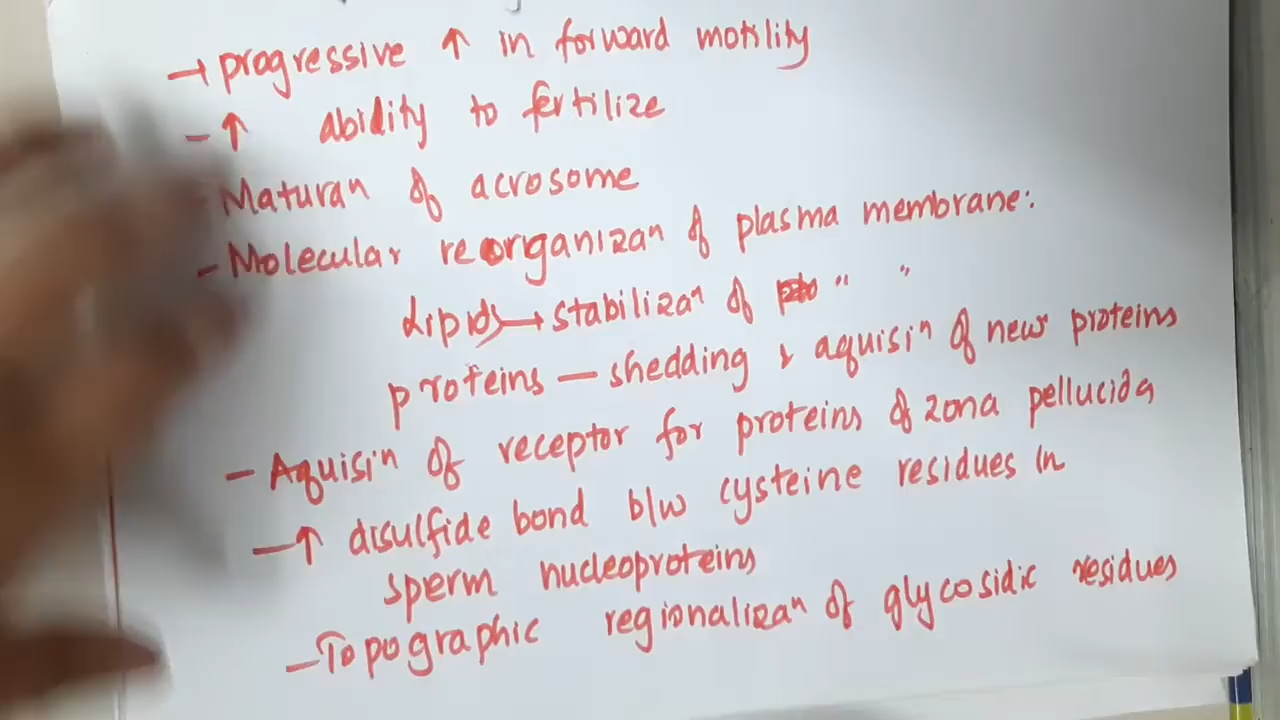 → progressive ↑ in forward motility
- ↑ ability to fertilize
- Maturaⁿ of acrosome
- Molecular reorganizaⁿ of plasma membrane:
Lipids → stabilizaⁿ of " "
proteins — shedding & aquisiⁿ of new proteins
- Aquisiⁿ of receptor for proteins of zona pellucida
- ↑ disulfide bond b/w cysteine residues in
sperm nucleoproteins
- Topographic regionalizaⁿ of glycosidic residues